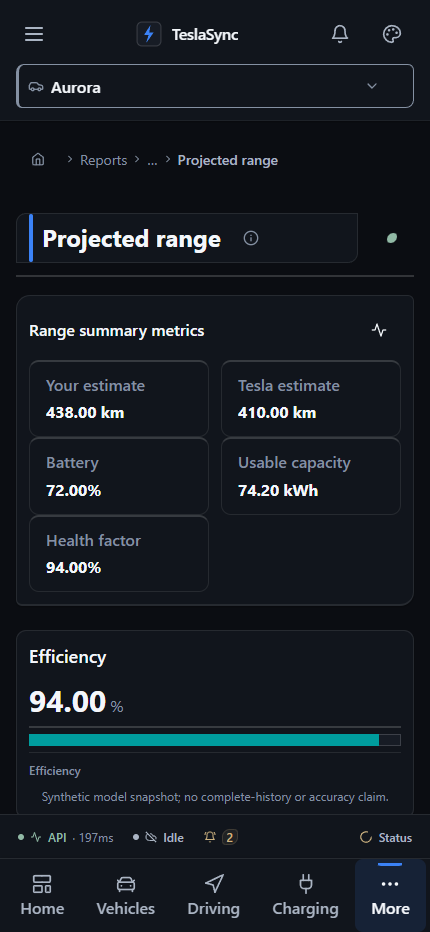 TeslaSync
Aurora
Reports
...
Projected range
Projected range
Range summary metrics
Your estimate
438.00 km
Tesla estimate
410.00 km
Battery
72.00%
Usable capacity
74.20 kWh
Health factor
94.00%
Efficiency
94.00 %
Efficiency
Synthetic model snapshot; no complete-history or accuracy claim.
API · 197ms
Idle
2
Status
Home
Vehicles
Driving
Charging
More